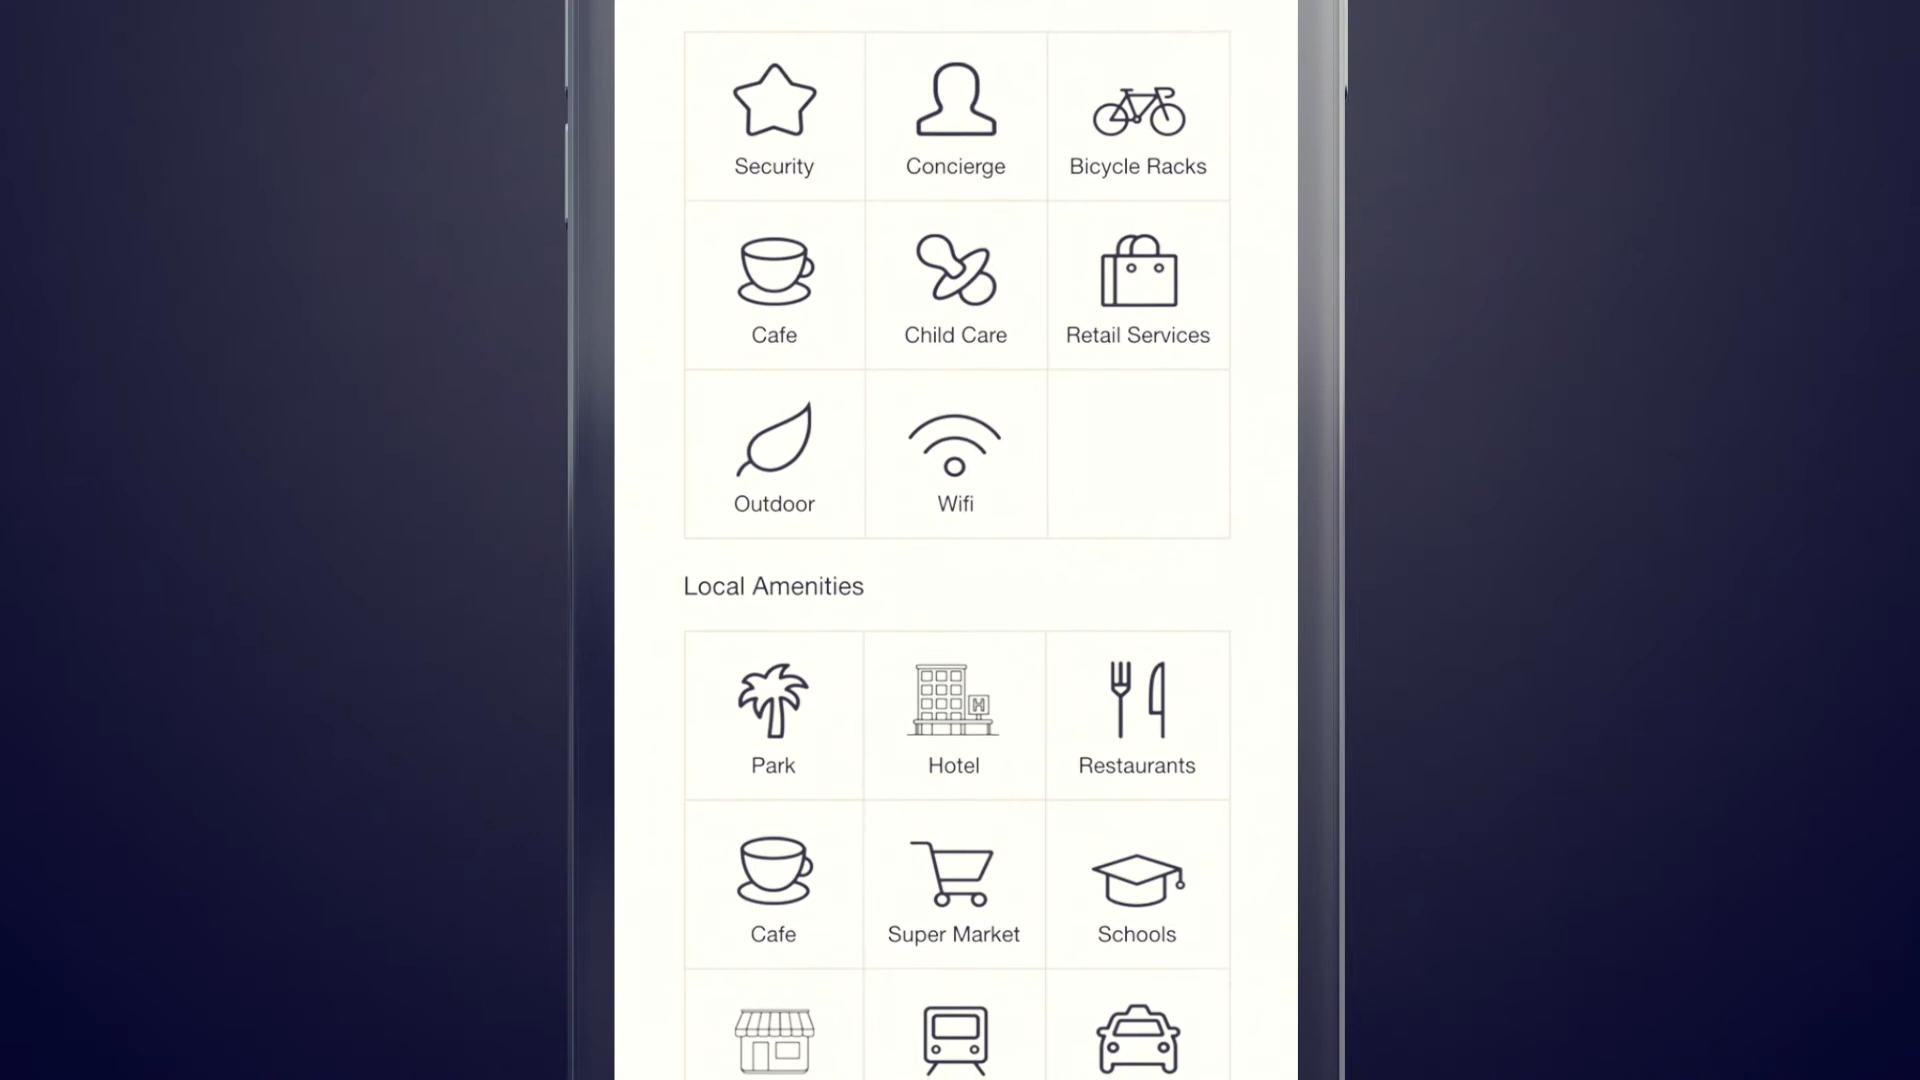 Security
Concierge
Bicycle Racks
Cafe
Child Care
Retail Services
Outdoor
Wifi
Local Amenities
Park
Hotel
H
Restaurants
Cafe
Super Market
Schools